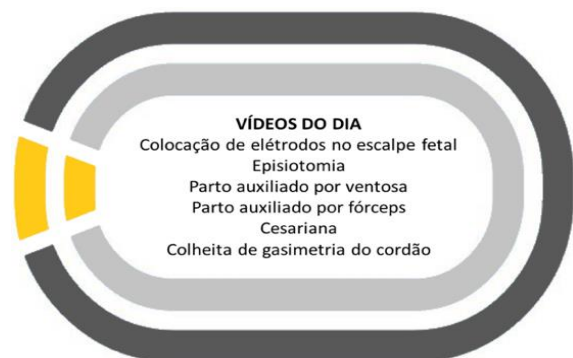 VÍDEOS DO DIA
Colocação de elétrodos no escalpe fetal
Episiotomia
Parto auxiliado por ventosa
Parto auxiliado por fórceps
Cesariana
Colheita de gasimetria do cordão